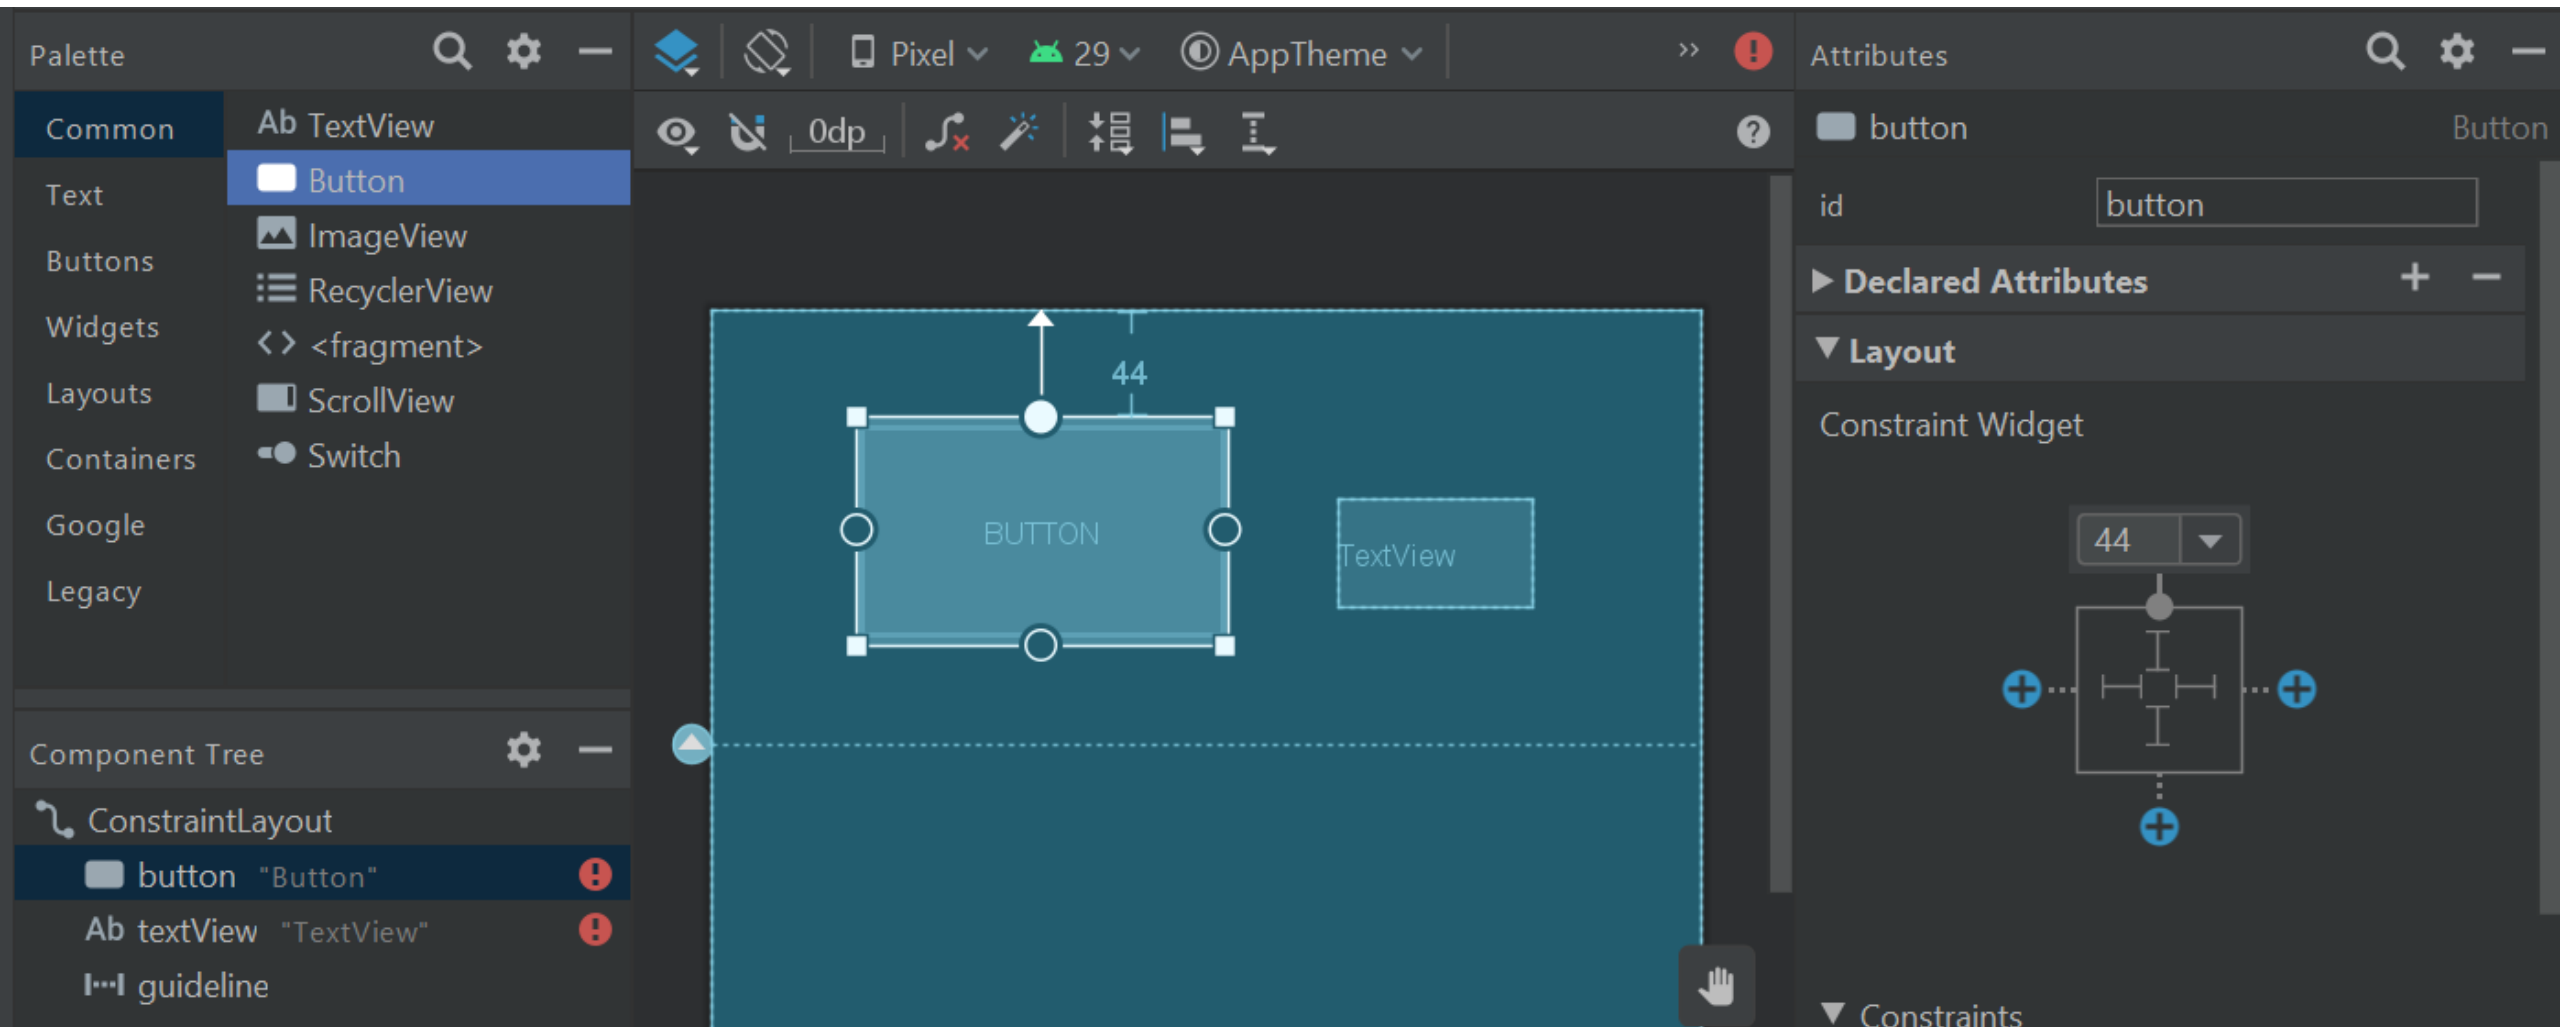 Palette
Common
Text
Buttons
Widgets
Layouts
Containers
Google
Legacy
Ab TextView
Button
ImageView
RecyclerView
<fragment>
ScrollView
Switch
Component Tree
ConstraintLayout
button "Button"
Ab textView "TextView"
guideline
Pixel 29 AppTheme
0dp
44
BUTTON
TextView
Attributes
button Button
id button
Declared Attributes
Layout
Constraint Widget
44
Constraints